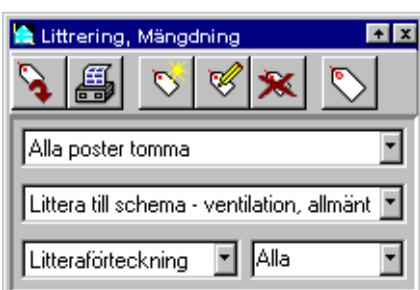 Littrering, Mängdning
Alla poster tomma
Littera till schema - ventilation, allmänt
Litteraförteckning Alla